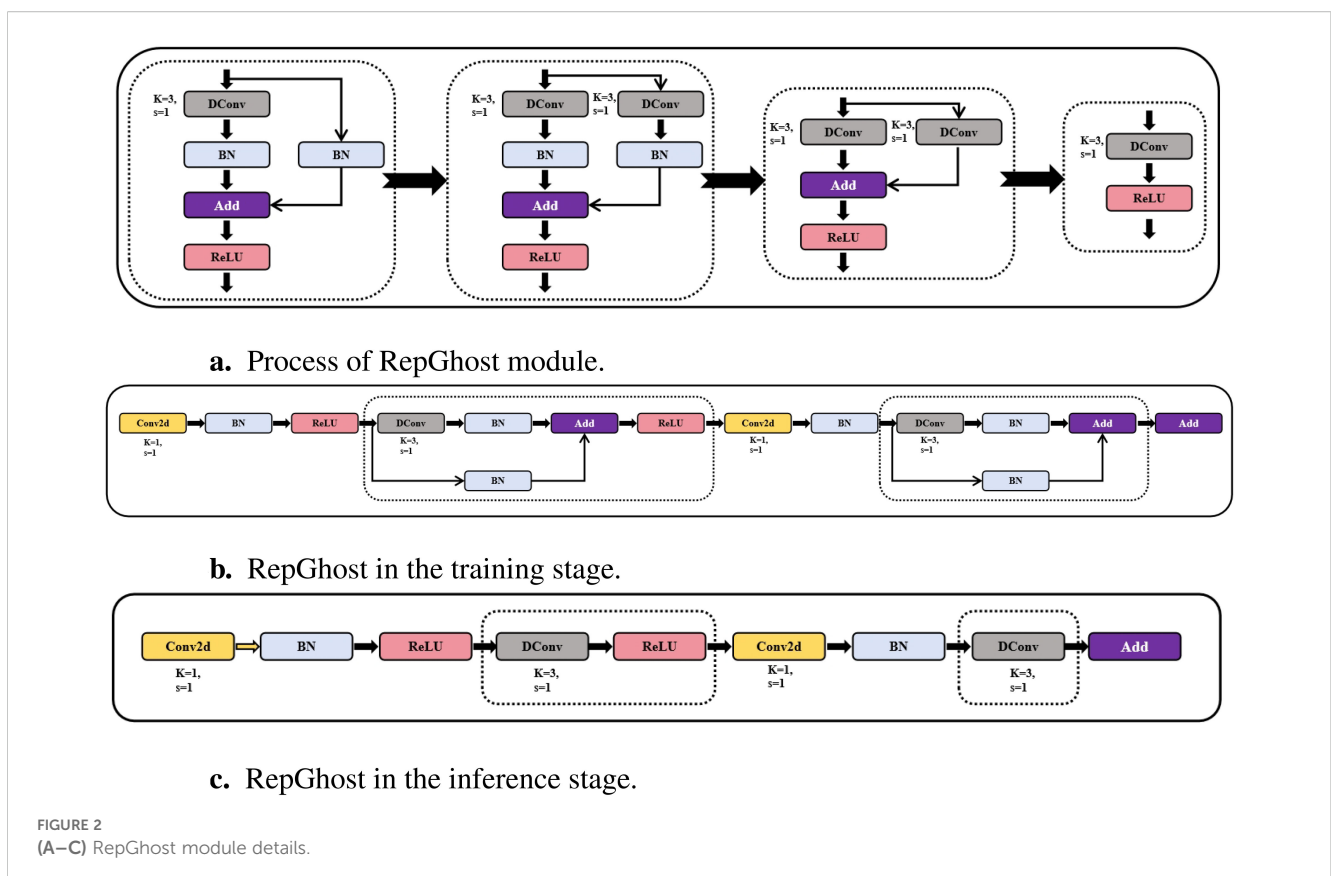 K=3,
s=1
DConv
BN
BN
Add
ReLU
K=3,
s=1
DConv
K=3,
s=1
DConv
BN
BN
Add
ReLU
K=3,
s=1
DConv
K=3,
s=1
DConv
Add
ReLU
K=3,
s=1
DConv
ReLU
a. Process of RepGhost module.
Conv2d BN ReLU DConv BN Add ReLU Conv2d BN DConv BN Add Add
K=1,
s=1
K=3,
s=1
K=1,
s=1
K=3,
s=1
BN BN
b. RepGhost in the training stage.
Conv2d BN ReLU DConv ReLU Conv2d BN DConv Add
K=1,
s=1
K=3,
s=1
K=1,
s=1
K=3,
s=1
c. RepGhost in the inference stage.
FIGURE 2
(A–C) RepGhost module details.